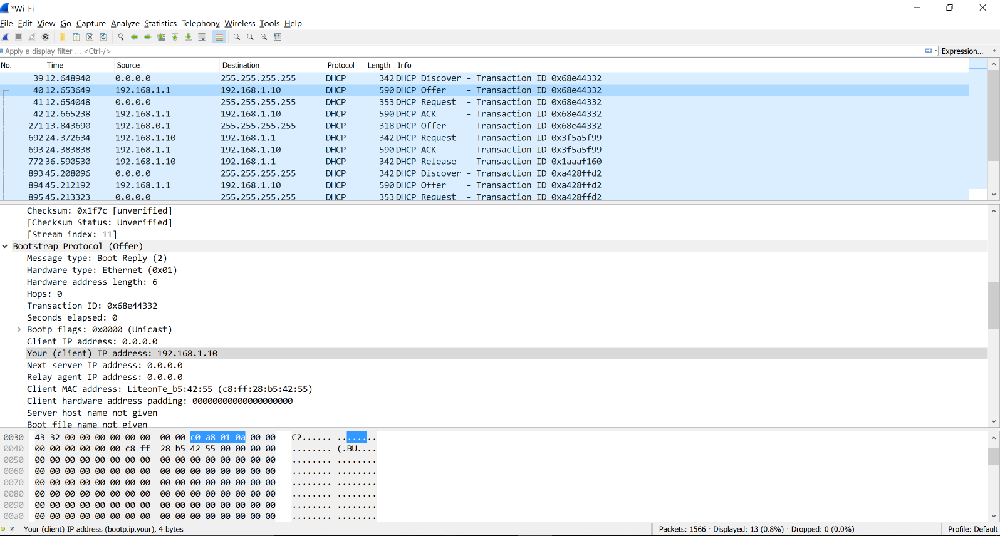 *Wi-Fi
File Edit View Go Capture Analyze Statistics Telephony Wireless Tools Help
Apply a display filter ... <Ctrl-/> Expression...
No. Time Source Destination Protocol Length Info
39 12.648940 0.0.0.0 255.255.255.255 DHCP 342 DHCP Discover - Transaction ID 0x68e44332
40 12.653649 192.168.1.1 192.168.1.10 DHCP 590 DHCP Offer - Transaction ID 0x68e44332
41 12.654048 0.0.0.0 255.255.255.255 DHCP 353 DHCP Request - Transaction ID 0x68e44332
42 12.665238 192.168.1.1 192.168.1.10 DHCP 590 DHCP ACK - Transaction ID 0x68e44332
271 13.843690 192.168.0.1 255.255.255.255 DHCP 318 DHCP Offer - Transaction ID 0x68e44332
692 24.372634 192.168.1.10 192.168.1.1 DHCP 342 DHCP Request - Transaction ID 0x3f5a5f99
693 24.383838 192.168.1.1 192.168.1.10 DHCP 590 DHCP ACK - Transaction ID 0x3f5a5f99
772 36.590530 192.168.1.10 192.168.1.1 DHCP 342 DHCP Release - Transaction ID 0x1aaaf160
893 45.208096 0.0.0.0 255.255.255.255 DHCP 342 DHCP Discover - Transaction ID 0xa428ffd2
894 45.212192 192.168.1.1 192.168.1.10 DHCP 590 DHCP Offer - Transaction ID 0xa428ffd2
895 45.213323 0.0.0.0 255.255.255.255 DHCP 353 DHCP Request - Transaction ID 0xa428ffd2
Checksum: 0x1f7c [unverified]
[Checksum Status: Unverified]
[Stream index: 11]
Bootstrap Protocol (Offer)
Message type: Boot Reply (2)
Hardware type: Ethernet (0x01)
Hardware address length: 6
Hops: 0
Transaction ID: 0x68e44332
Seconds elapsed: 0
Bootp flags: 0x0000 (Unicast)
Client IP address: 0.0.0.0
Your (client) IP address: 192.168.1.10
Next server IP address: 0.0.0.0
Relay agent IP address: 0.0.0.0
Client MAC address: LiteonTe_b5:42:55 (c8:ff:28:b5:42:55)
Client hardware address padding: 00000000000000000000
Server host name not given
Boot file name not given
0030 43 32 00 00 00 00 00 00 00 00 c0 a8 01 0a 00 00 C2...... ........
0040 00 00 00 00 00 00 c8 ff 28 b5 42 55 00 00 00 00 ........ (.BU....
0050 00 00 00 00 00 00 00 00 00 00 00 00 00 00 00 00 ........ ........
0060 00 00 00 00 00 00 00 00 00 00 00 00 00 00 00 00 ........ ........
0070 00 00 00 00 00 00 00 00 00 00 00 00 00 00 00 00 ........ ........
0080 00 00 00 00 00 00 00 00 00 00 00 00 00 00 00 00 ........ ........
0090 00 00 00 00 00 00 00 00 00 00 00 00 00 00 00 00 ........ ........
00a0 00 00 00 00 00 00 00 00 00 00 00 00 00 00 00 00 ........ ........
Your (client) IP address (bootp.ip.your), 4 bytes Packets: 1566 · Displayed: 13 (0.8%) · Dropped: 0 (0.0%) Profile: Default